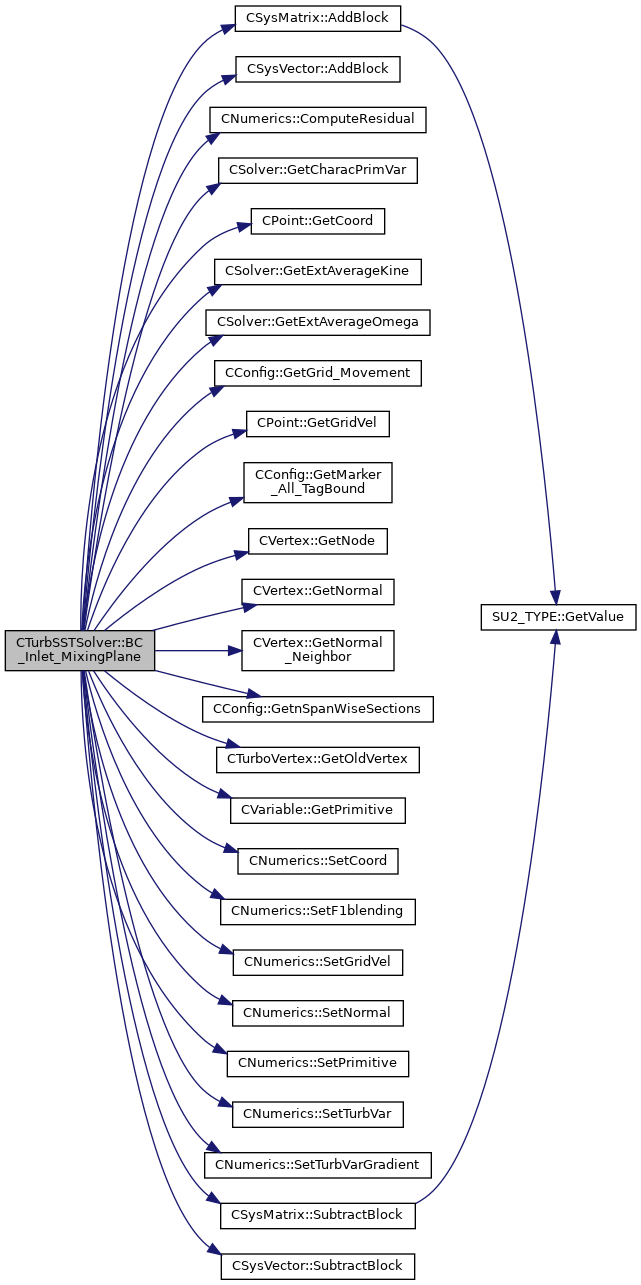 CSysMatrix::AddBlock
CSysVector::AddBlock
CNumerics::ComputeResidual
CSolver::GetCharacPrimVar
CPoint::GetCoord
CSolver::GetExtAverageKine
CSolver::GetExtAverageOmega
CConfig::GetGrid_Movement
CPoint::GetGridVel
CConfig::GetMarker
_All_TagBound
CVertex::GetNode
CVertex::GetNormal
SU2_TYPE::GetValue
CTurbSSTSolver::BC
_Inlet_MixingPlane
CVertex::GetNormal
_Neighbor
CConfig::GetnSpanWiseSections
CTurboVertex::GetOldVertex
CVariable::GetPrimitive
CNumerics::SetCoord
CNumerics::SetF1blending
CNumerics::SetGridVel
CNumerics::SetNormal
CNumerics::SetPrimitive
CNumerics::SetTurbVar
CNumerics::SetTurbVarGradient
CSysMatrix::SubtractBlock
CSysVector::SubtractBlock